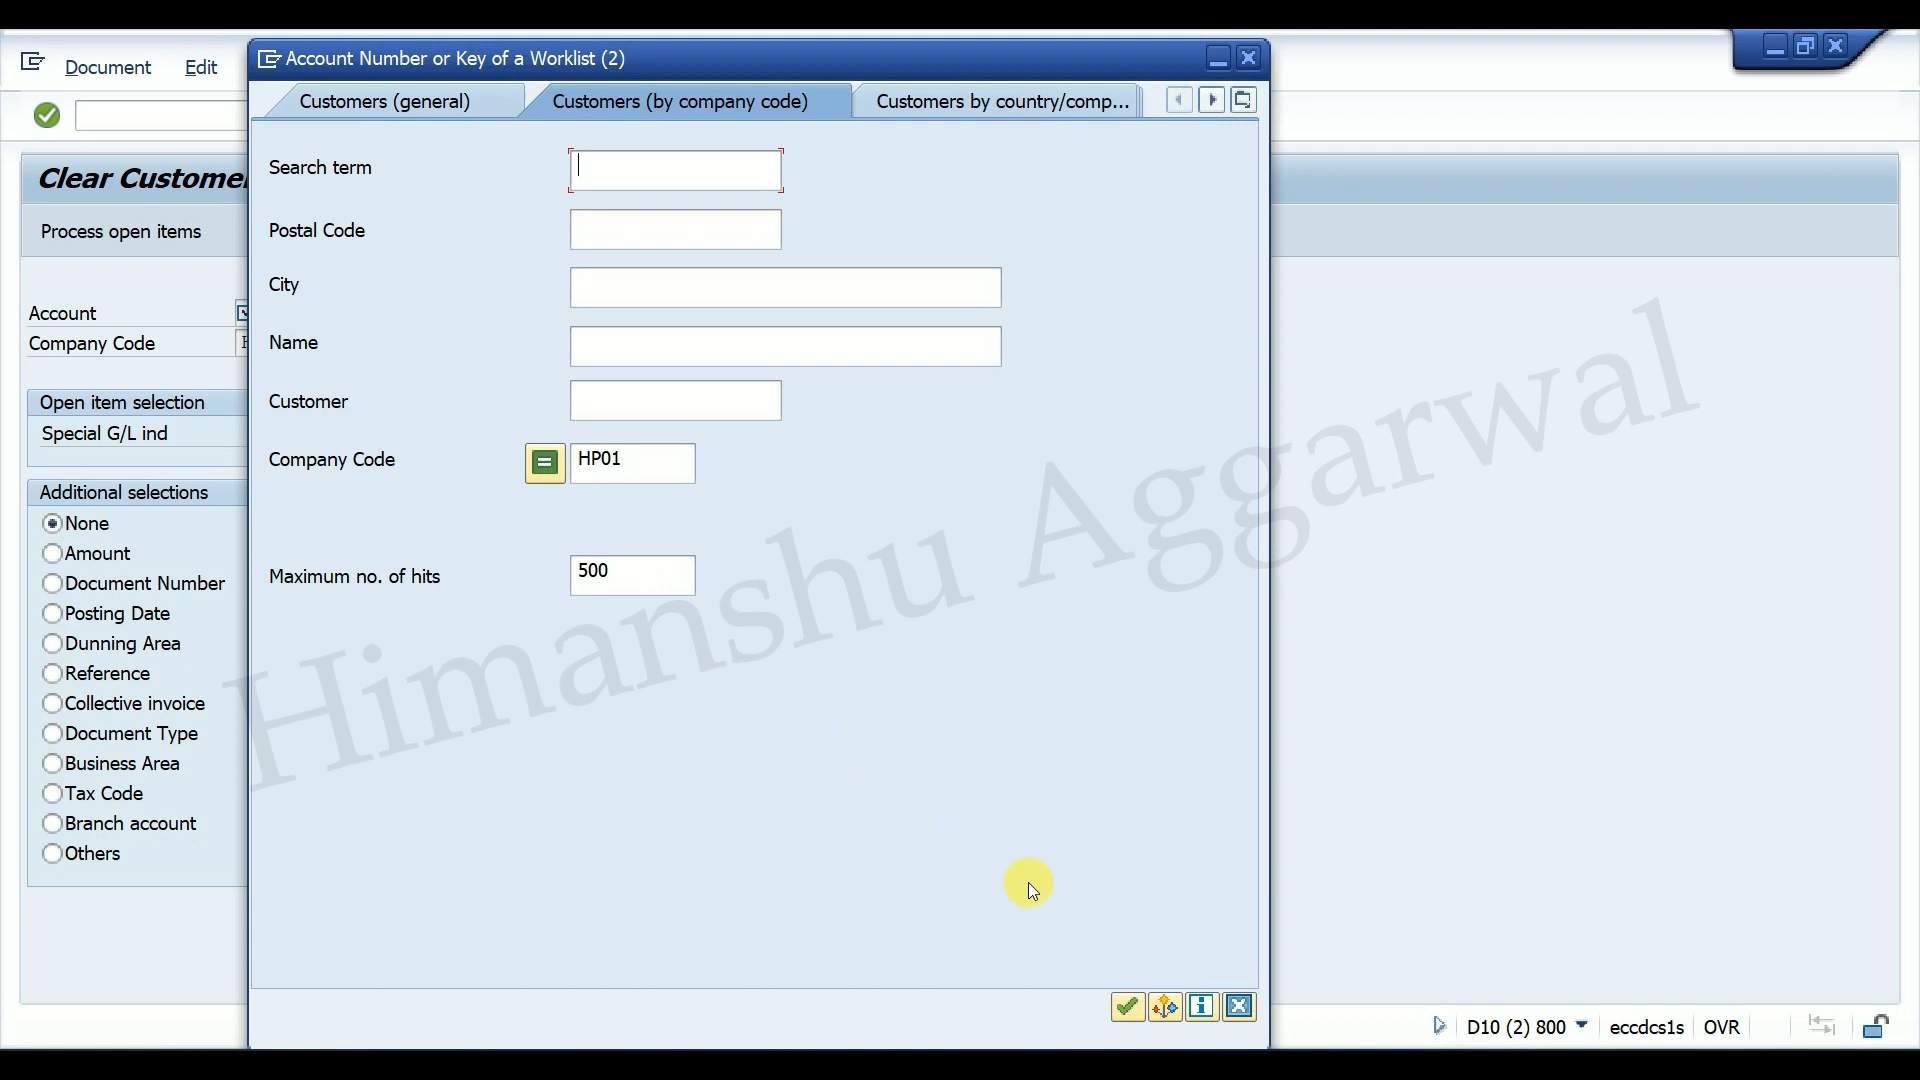 Document Edit
Account Number or Key of a Worklist (2)
Customers (general) Customers (by company code) Customers by country/comp...
Clear Custome
Process open items
Search term
Postal Code
City
Name
Customer
Company Code HP01
Maximum no. of hits 500
Account
Company Code
Open item selection
Special G/L ind
Additional selections
None
Amount
Document Number
Posting Date
Dunning Area
Reference
Collective invoice
Document Type
Business Area
Tax Code
Branch account
Others
Himanshu Aggarwal
D10 (2) 800 eccdcs1s OVR